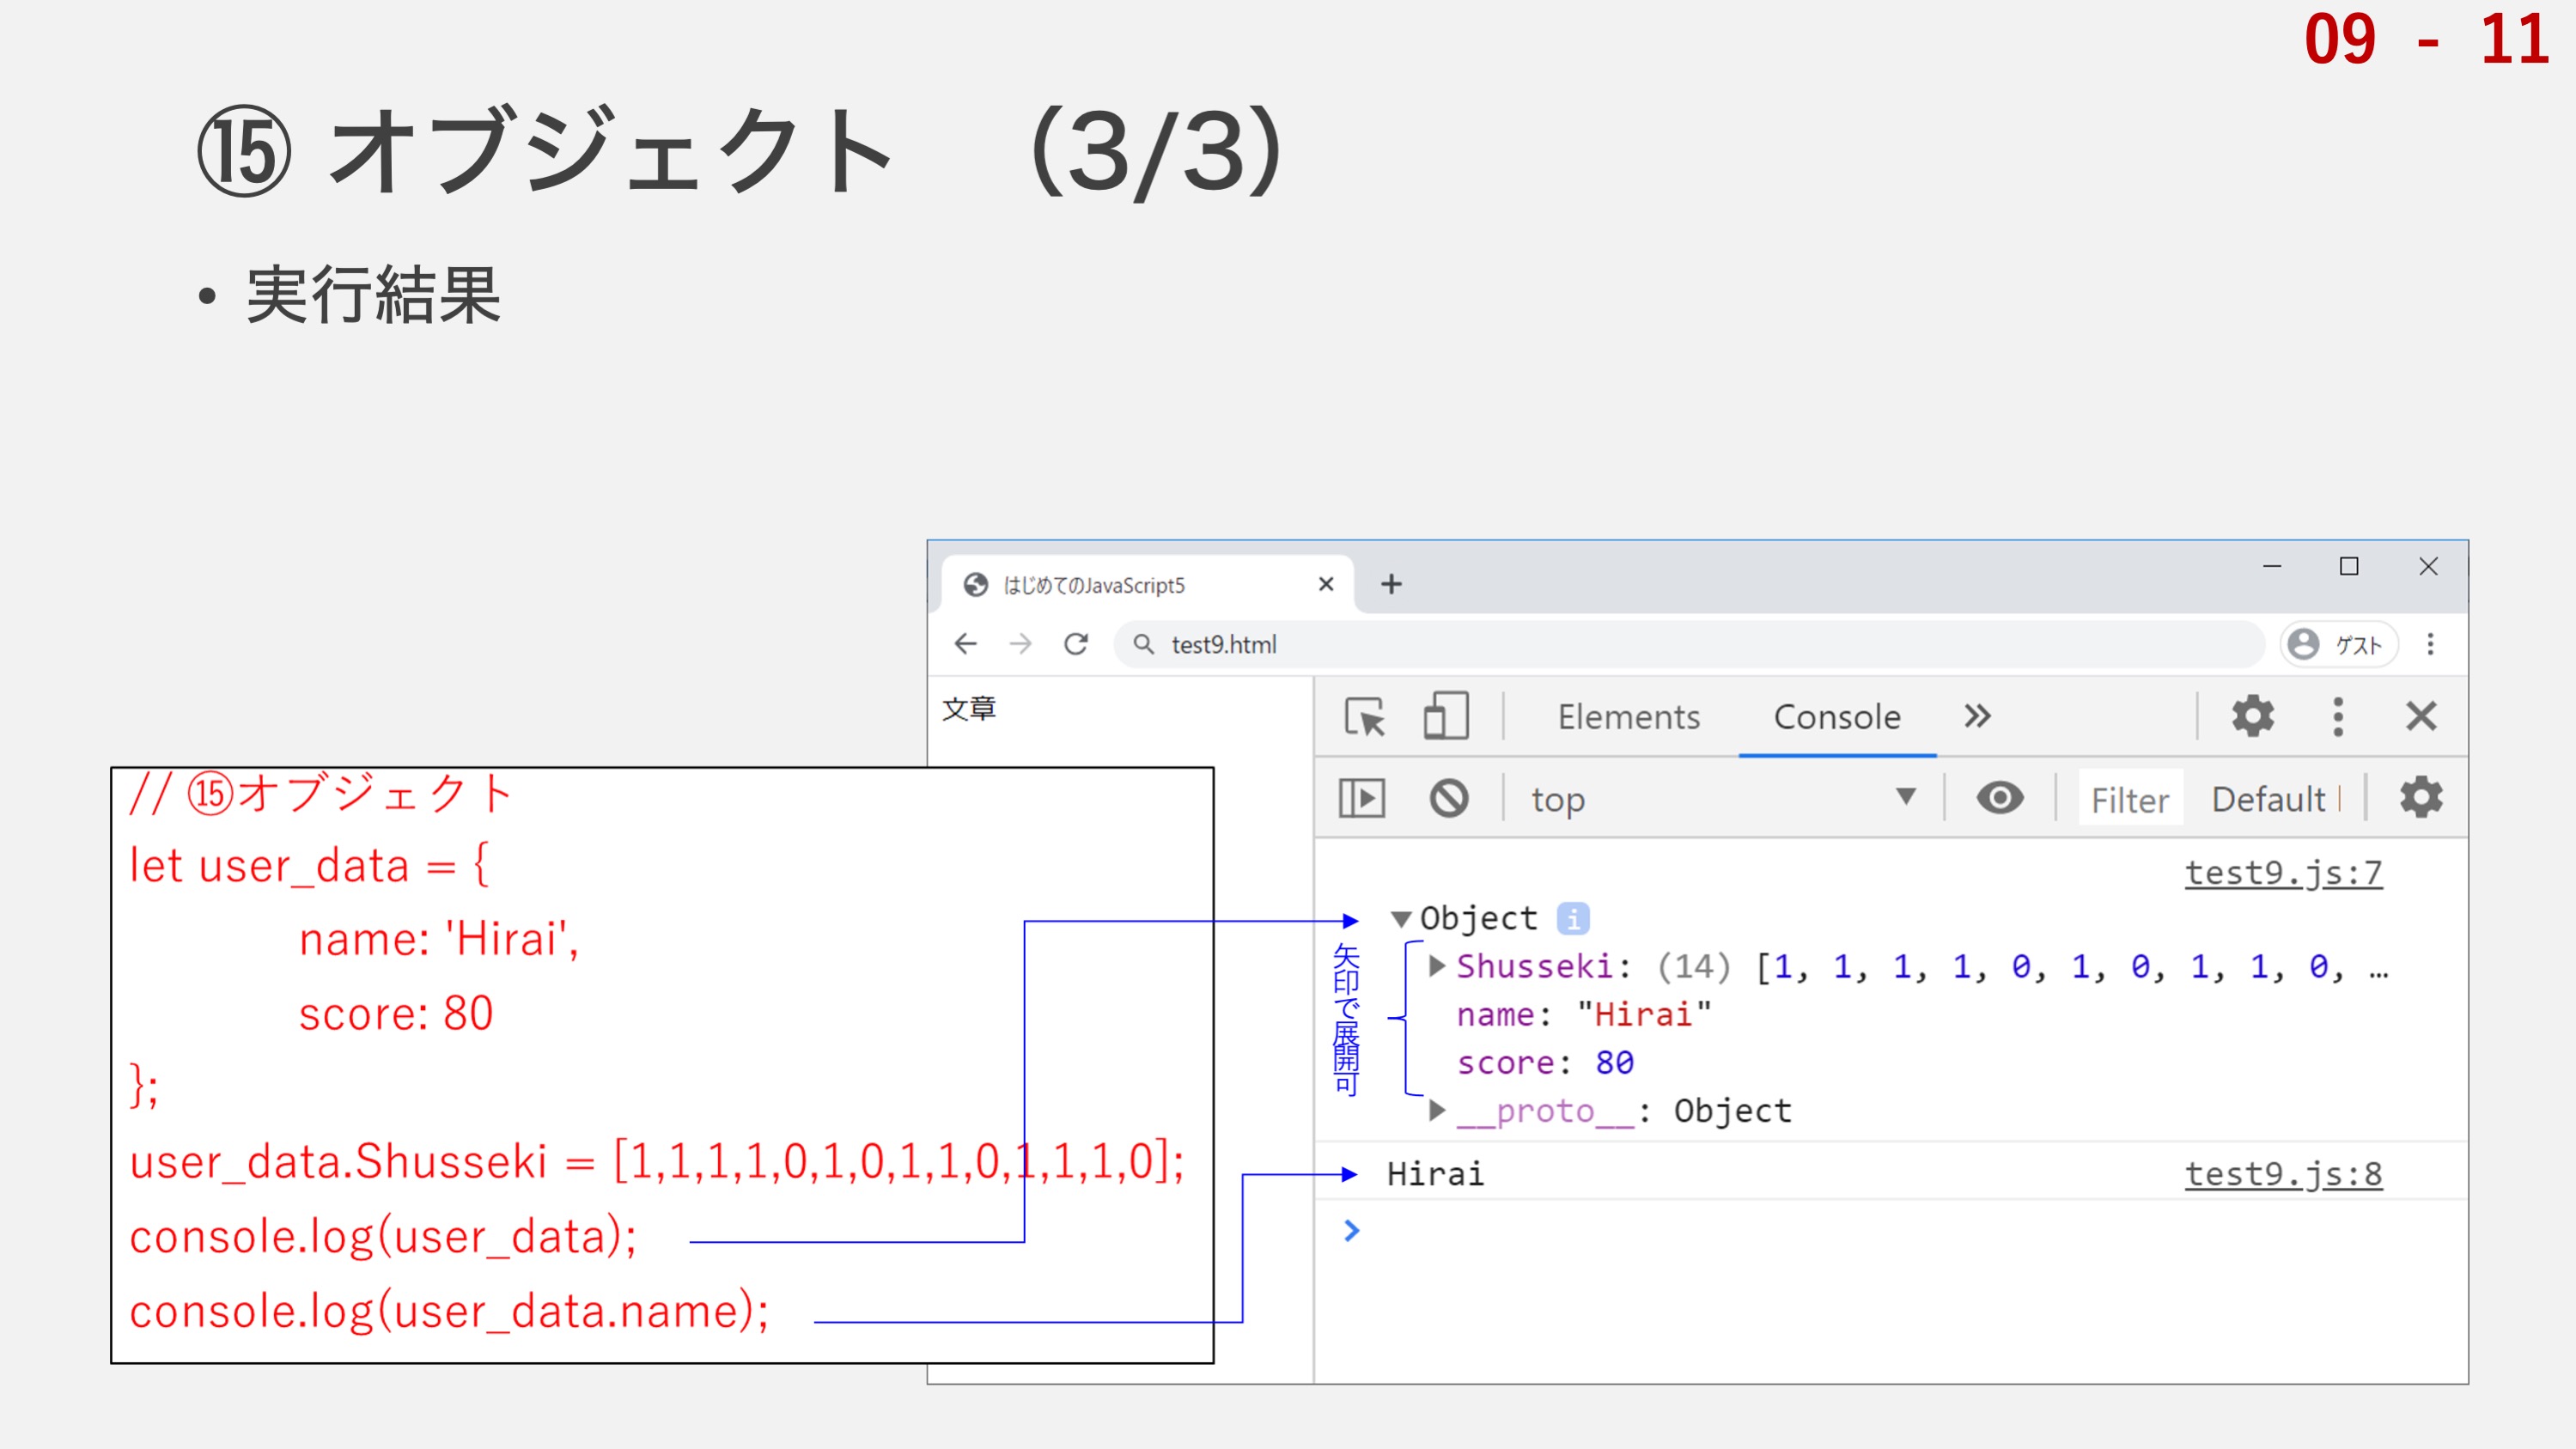 09 - 11
⑮ オブジェクト (3/3)
• 実行結果
はじめてのJavaScript5
test9.html
ゲスト
文章
Elements Console
top Filter Default
// ⑮オブジェクト
let user_data = {
name: 'Hirai',
score: 80
};
user_data.Shusseki = [1,1,1,1,0,1,0,1,1,0,1,1,1,0];
console.log(user_data);
console.log(user_data.name);
test9.js:7
▼Object i
矢印で展開可
▶Shusseki: (14) [1, 1, 1, 1, 0, 1, 0, 1, 1, 0, …
name: "Hirai"
score: 80
▶__proto__: Object
Hirai test9.js:8